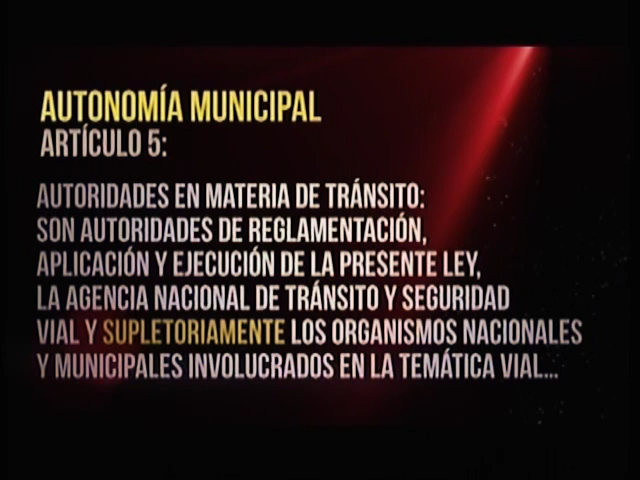 AUTONOMÍA MUNICIPAL
ARTÍCULO 5:
AUTORIDADES EN MATERIA DE TRÁNSITO:
SON AUTORIDADES DE REGLAMENTACIÓN,
APLICACIÓN Y EJECUCIÓN DE LA PRESENTE LEY,
LA AGENCIA NACIONAL DE TRÁNSITO Y SEGURIDAD
VIAL Y SUPLETORIAMENTE LOS ORGANISMOS NACIONALES
Y MUNICIPALES INVOLUCRADOS EN LA TEMÁTICA VIAL...